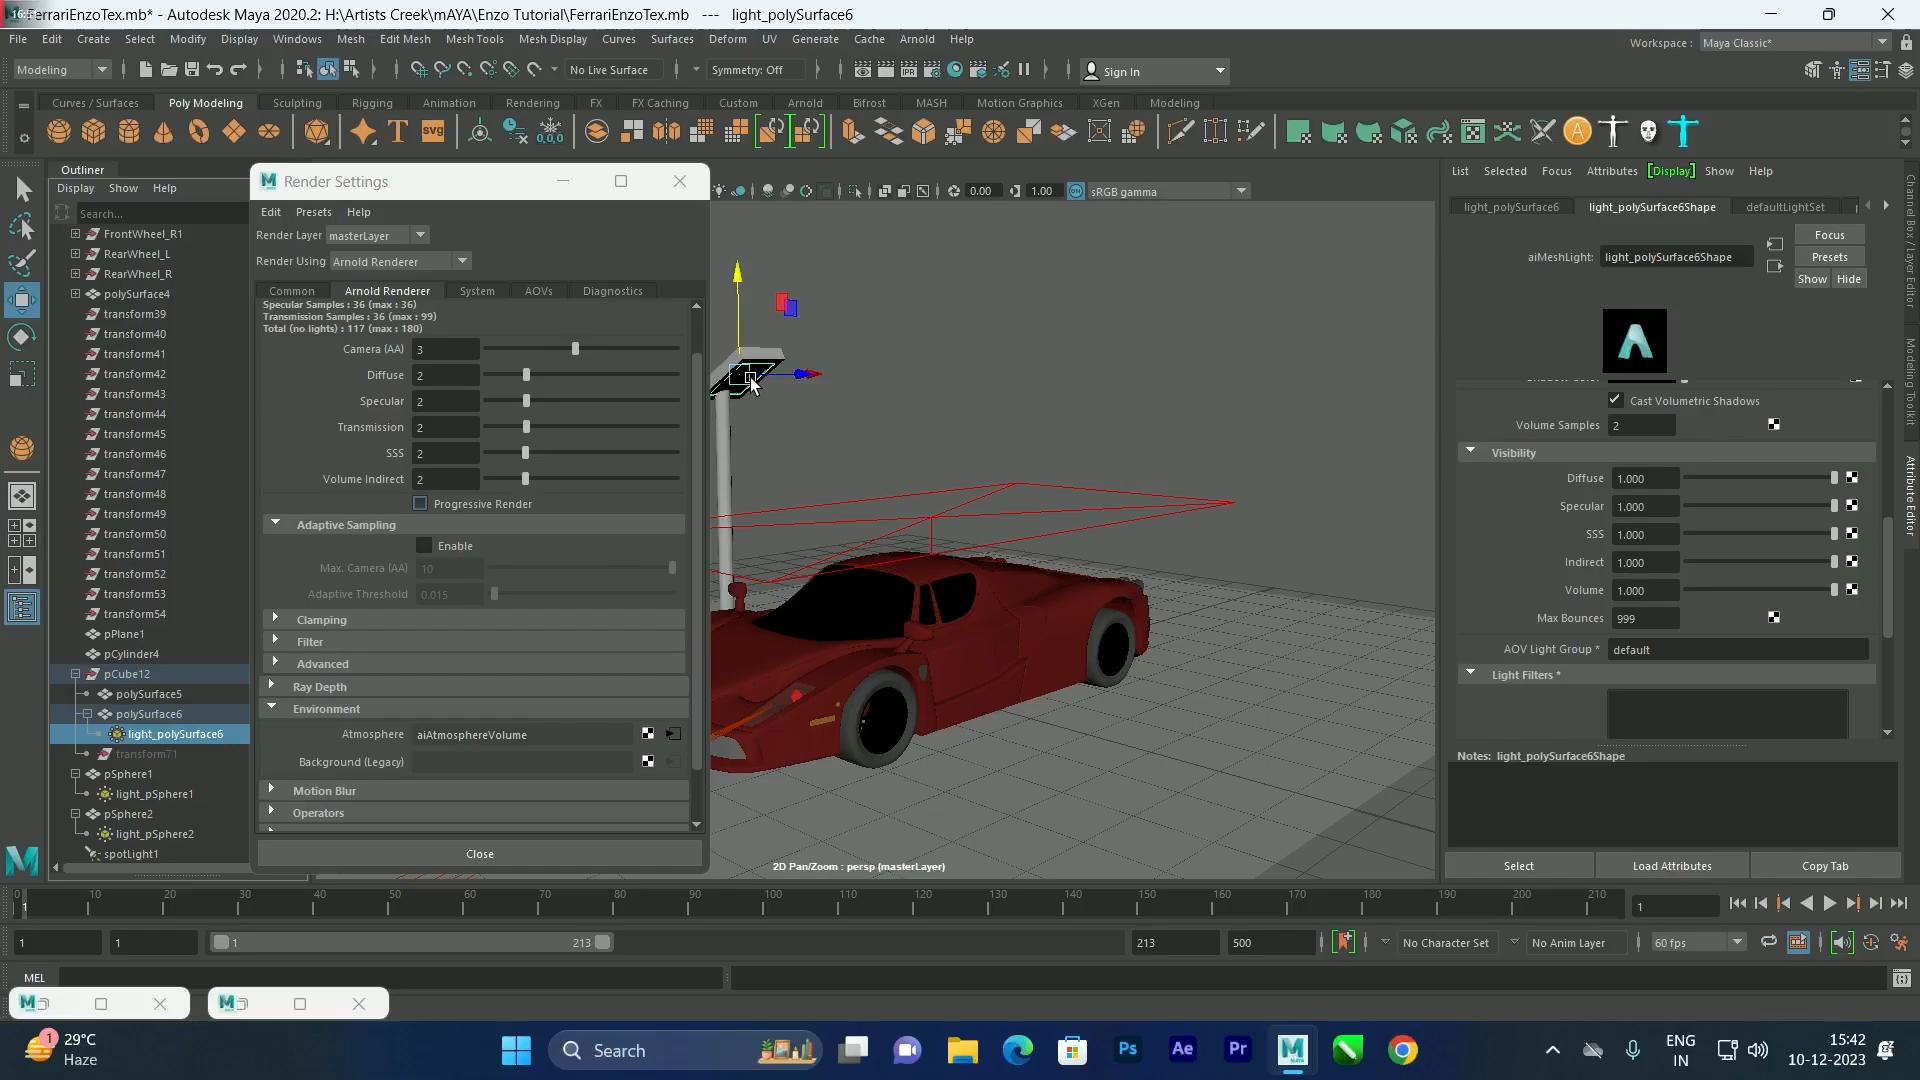 FerrariEnzoTex.mb* - Autodesk Maya 2020.2: H:\Artists Creek\mAYA\Enzo Tutorial\FerrariEnzoTex.mb --- light_polySurface6
File Edit Create Select Modify Display Windows Mesh Edit Mesh Mesh Tools Mesh Display Curves Surfaces Deform UV Generate Cache Arnold Help
Workspace : Maya Classic*
Modeling No Live Surface Symmetry: Off Sign In
Curves / Surfaces Poly Modeling Sculpting Rigging Animation Rendering FX FX Caching Custom Arnold Bifrost MASH Motion Graphics XGen Modeling
Outliner
Display Show Help
Search...
FrontWheel_R1
RearWheel_L
RearWheel_R
polySurface4
transform39
transform40
transform41
transform42
transform43
transform44
transform45
transform46
transform47
transform48
transform49
transform50
transform51
transform52
transform53
transform54
pPlane1
pCylinder4
pCube12
polySurface5
polySurface6
light_polySurface6
transform71
pSphere1
light_pSphere1
pSphere2
light_pSphere2
spotLight1
Render Settings
Edit Presets Help
Render Layer masterLayer
Render Using Arnold Renderer
Common Arnold Renderer System AOVs Diagnostics
Specular Samples : 36 (max : 36)
Transmission Samples : 36 (max : 99)
Total (no lights) : 117 (max : 180)
Camera (AA) 3
Diffuse 2
Specular 2
Transmission 2
SSS 2
Volume Indirect 2
Progressive Render
Adaptive Sampling
Enable
Max. Camera (AA) 10
Adaptive Threshold 0.015
Clamping
Filter
Advanced
Ray Depth
Environment
Atmosphere aiAtmosphereVolume
Background (Legacy)
Motion Blur
Operators
Close
0.00 1.00 ON sRGB gamma
2D Pan/Zoom : persp (masterLayer)
List Selected Focus Attributes [Display] Show Help
light_polySurface6 light_polySurface6Shape defaultLightSet
aiMeshLight: light_polySurface6Shape
Focus
Presets
Show Hide
Cast Volumetric Shadows
Volume Samples 2
Visibility
Diffuse 1.000
Specular 1.000
SSS 1.000
Indirect 1.000
Volume 1.000
Max Bounces 999
AOV Light Group * default
Light Filters *
Notes: light_polySurface6Shape
Select Load Attributes Copy Tab
Channel Box / Layer Editor
Modeling Toolkit
Attribute Editor
0 10 20 30 40 50 60 70 80 90 100 110 120 130 140 150 160 170 180 190 200 210
1
1
1 1 1 213 213 500 No Character Set No Anim Layer 60 fps
MEL
1
29°C
Haze
Search
Ps Ae Pr
ENG
IN
15:42
10-12-2023